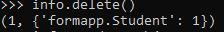 >>> info.delete()
(1, {'formapp.Student': 1})